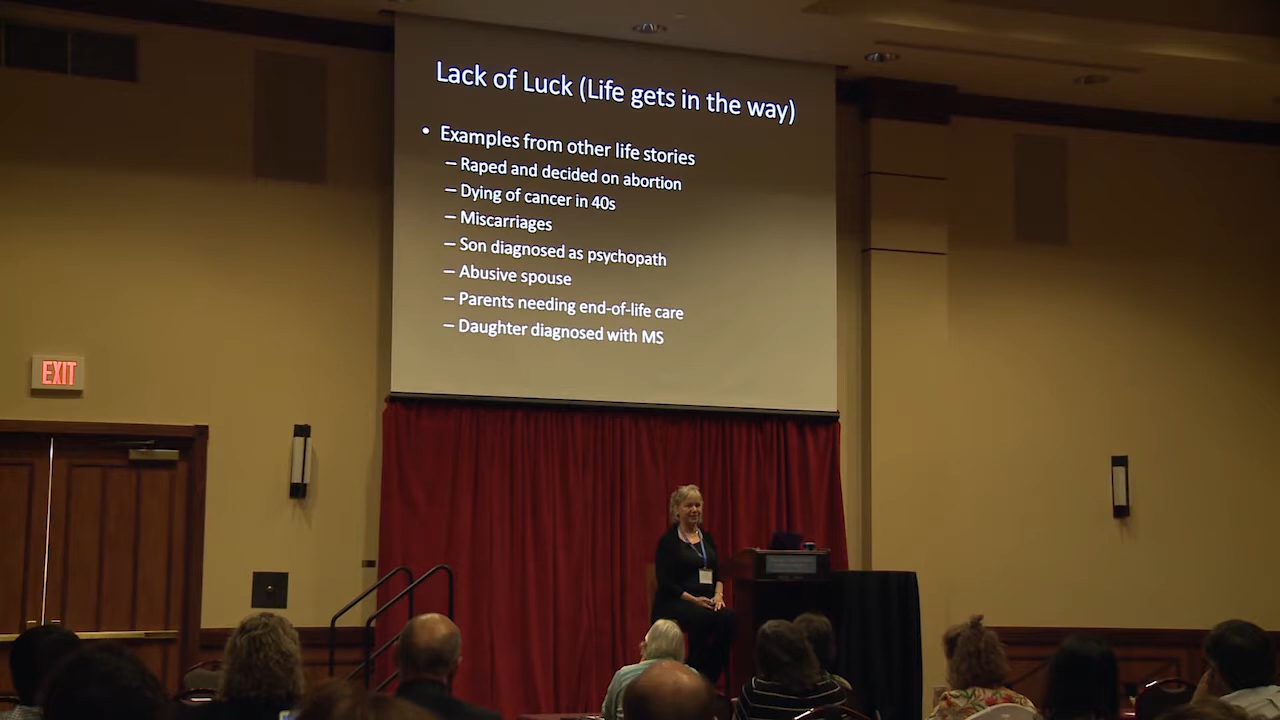 Lack of Luck (Life gets in the way)
• Examples from other life stories
– Raped and decided on abortion
– Dying of cancer in 40s
– Miscarriages
– Son diagnosed as psychopath
– Abusive spouse
– Parents needing end-of-life care
– Daughter diagnosed with MS
EXIT